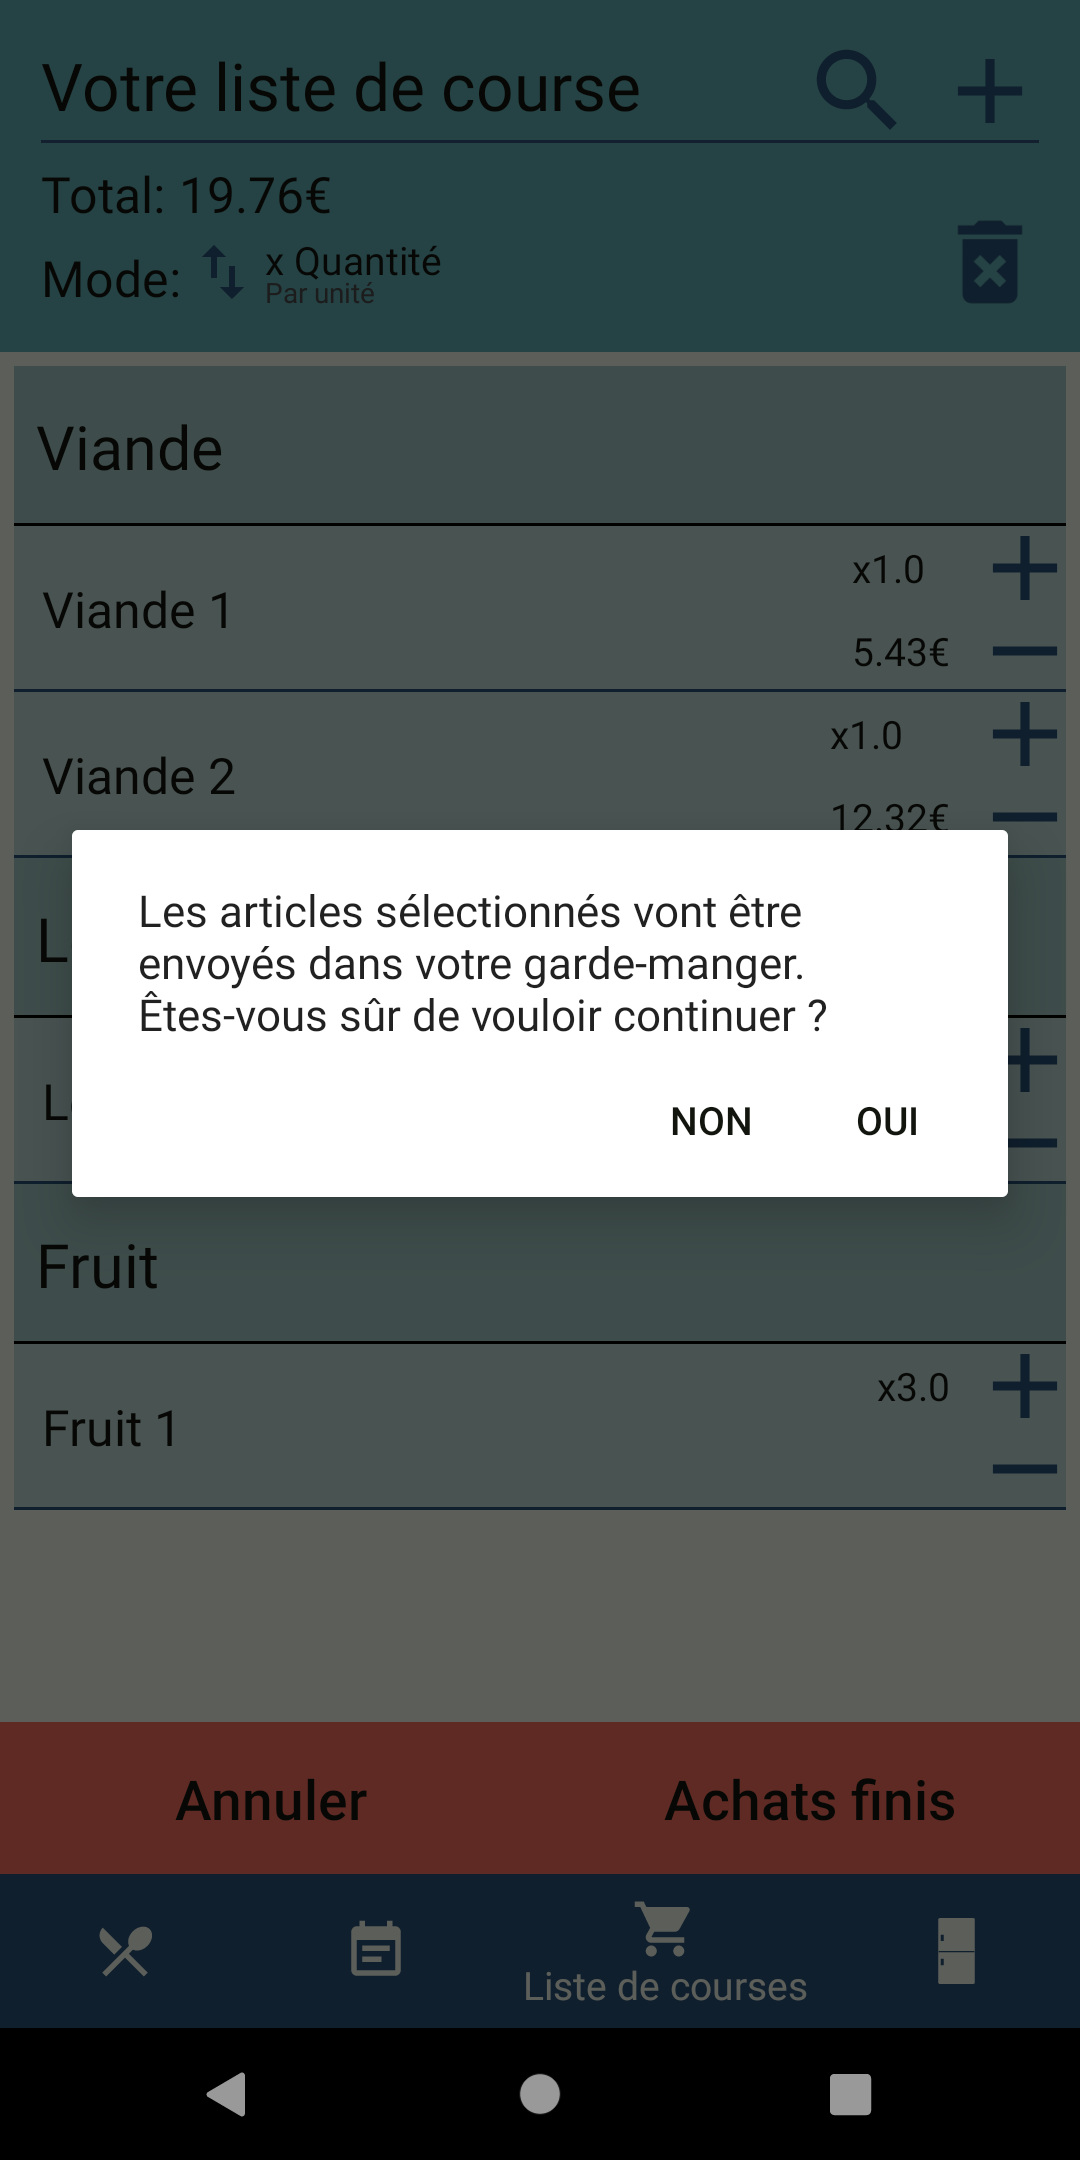 Votre liste de course
Total: 19.76€
Mode:
x Quantité
Par unité
Viande
Viande 1
x1.0
5.43€
Viande 2
x1.0
12.32€
Les articles sélectionnés vont être
envoyés dans votre garde-manger.
Êtes-vous sûr de vouloir continuer ?
NON
OUI
Fruit
Fruit 1
x3.0
Annuler
Achats finis
Liste de courses